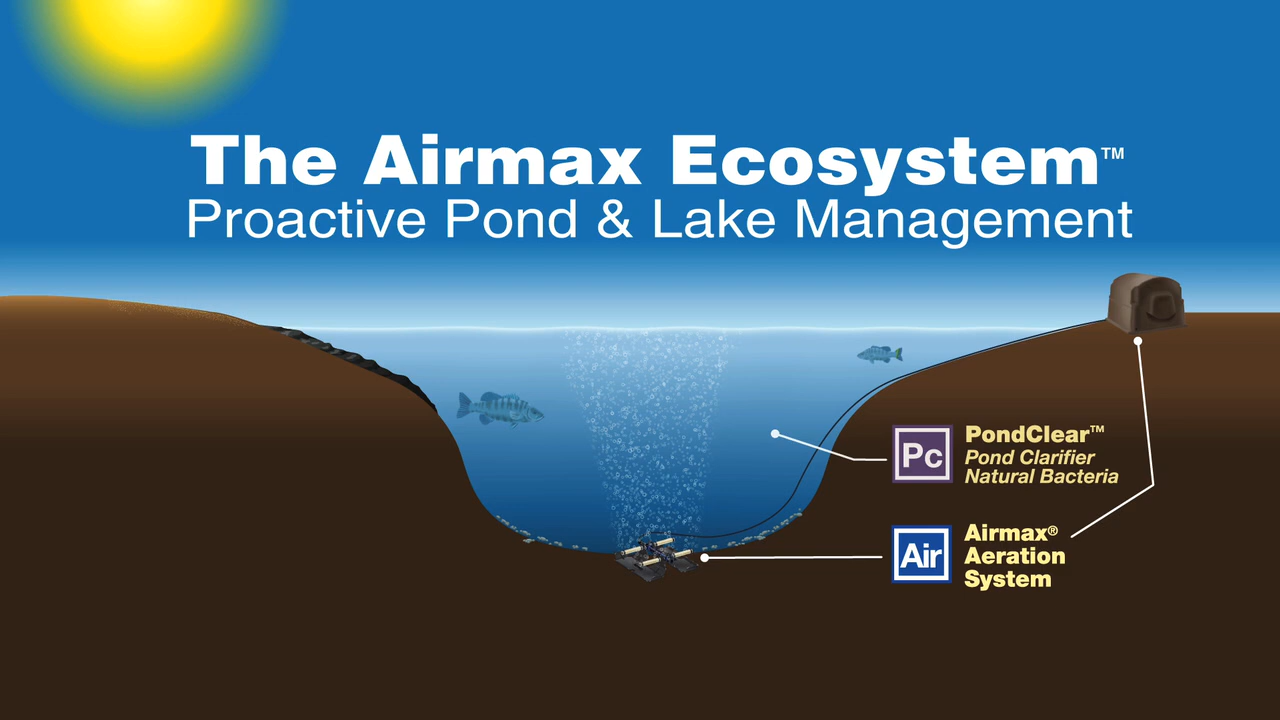 The Airmax Ecosystem™
Proactive Pond & Lake Management
Pc
PondClear™
Pond Clarifier
Natural Bacteria
Air
Airmax®
Aeration
System